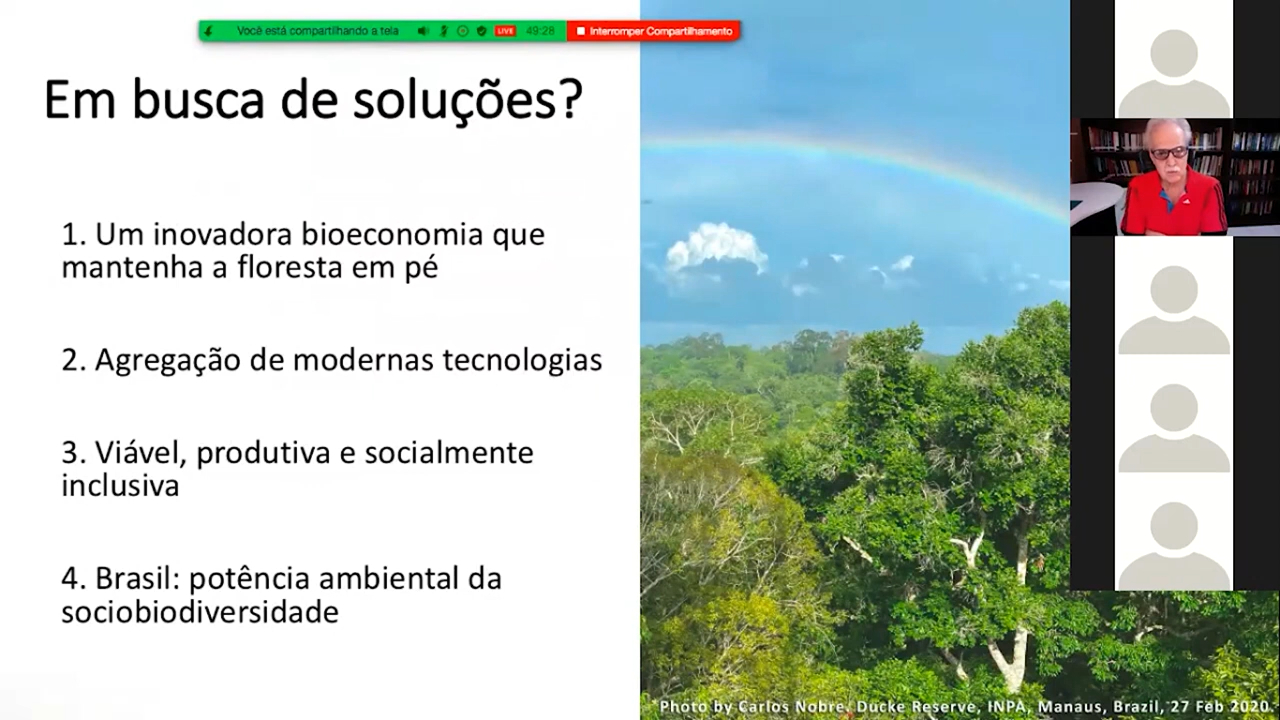 Você está compartilhando a tela LIVE 49:28 Interromper Compartilhamento
Em busca de soluções?
1. Um inovadora bioeconomia que
mantenha a floresta em pé
2. Agregação de modernas tecnologias
3. Viável, produtiva e socialmente
inclusiva
4. Brasil: potência ambiental da
sociobiodiversidade
Photo by Carlos Nobre, Ducke Reserve, INPA, Manaus, Brazil, 27 Feb 2020.